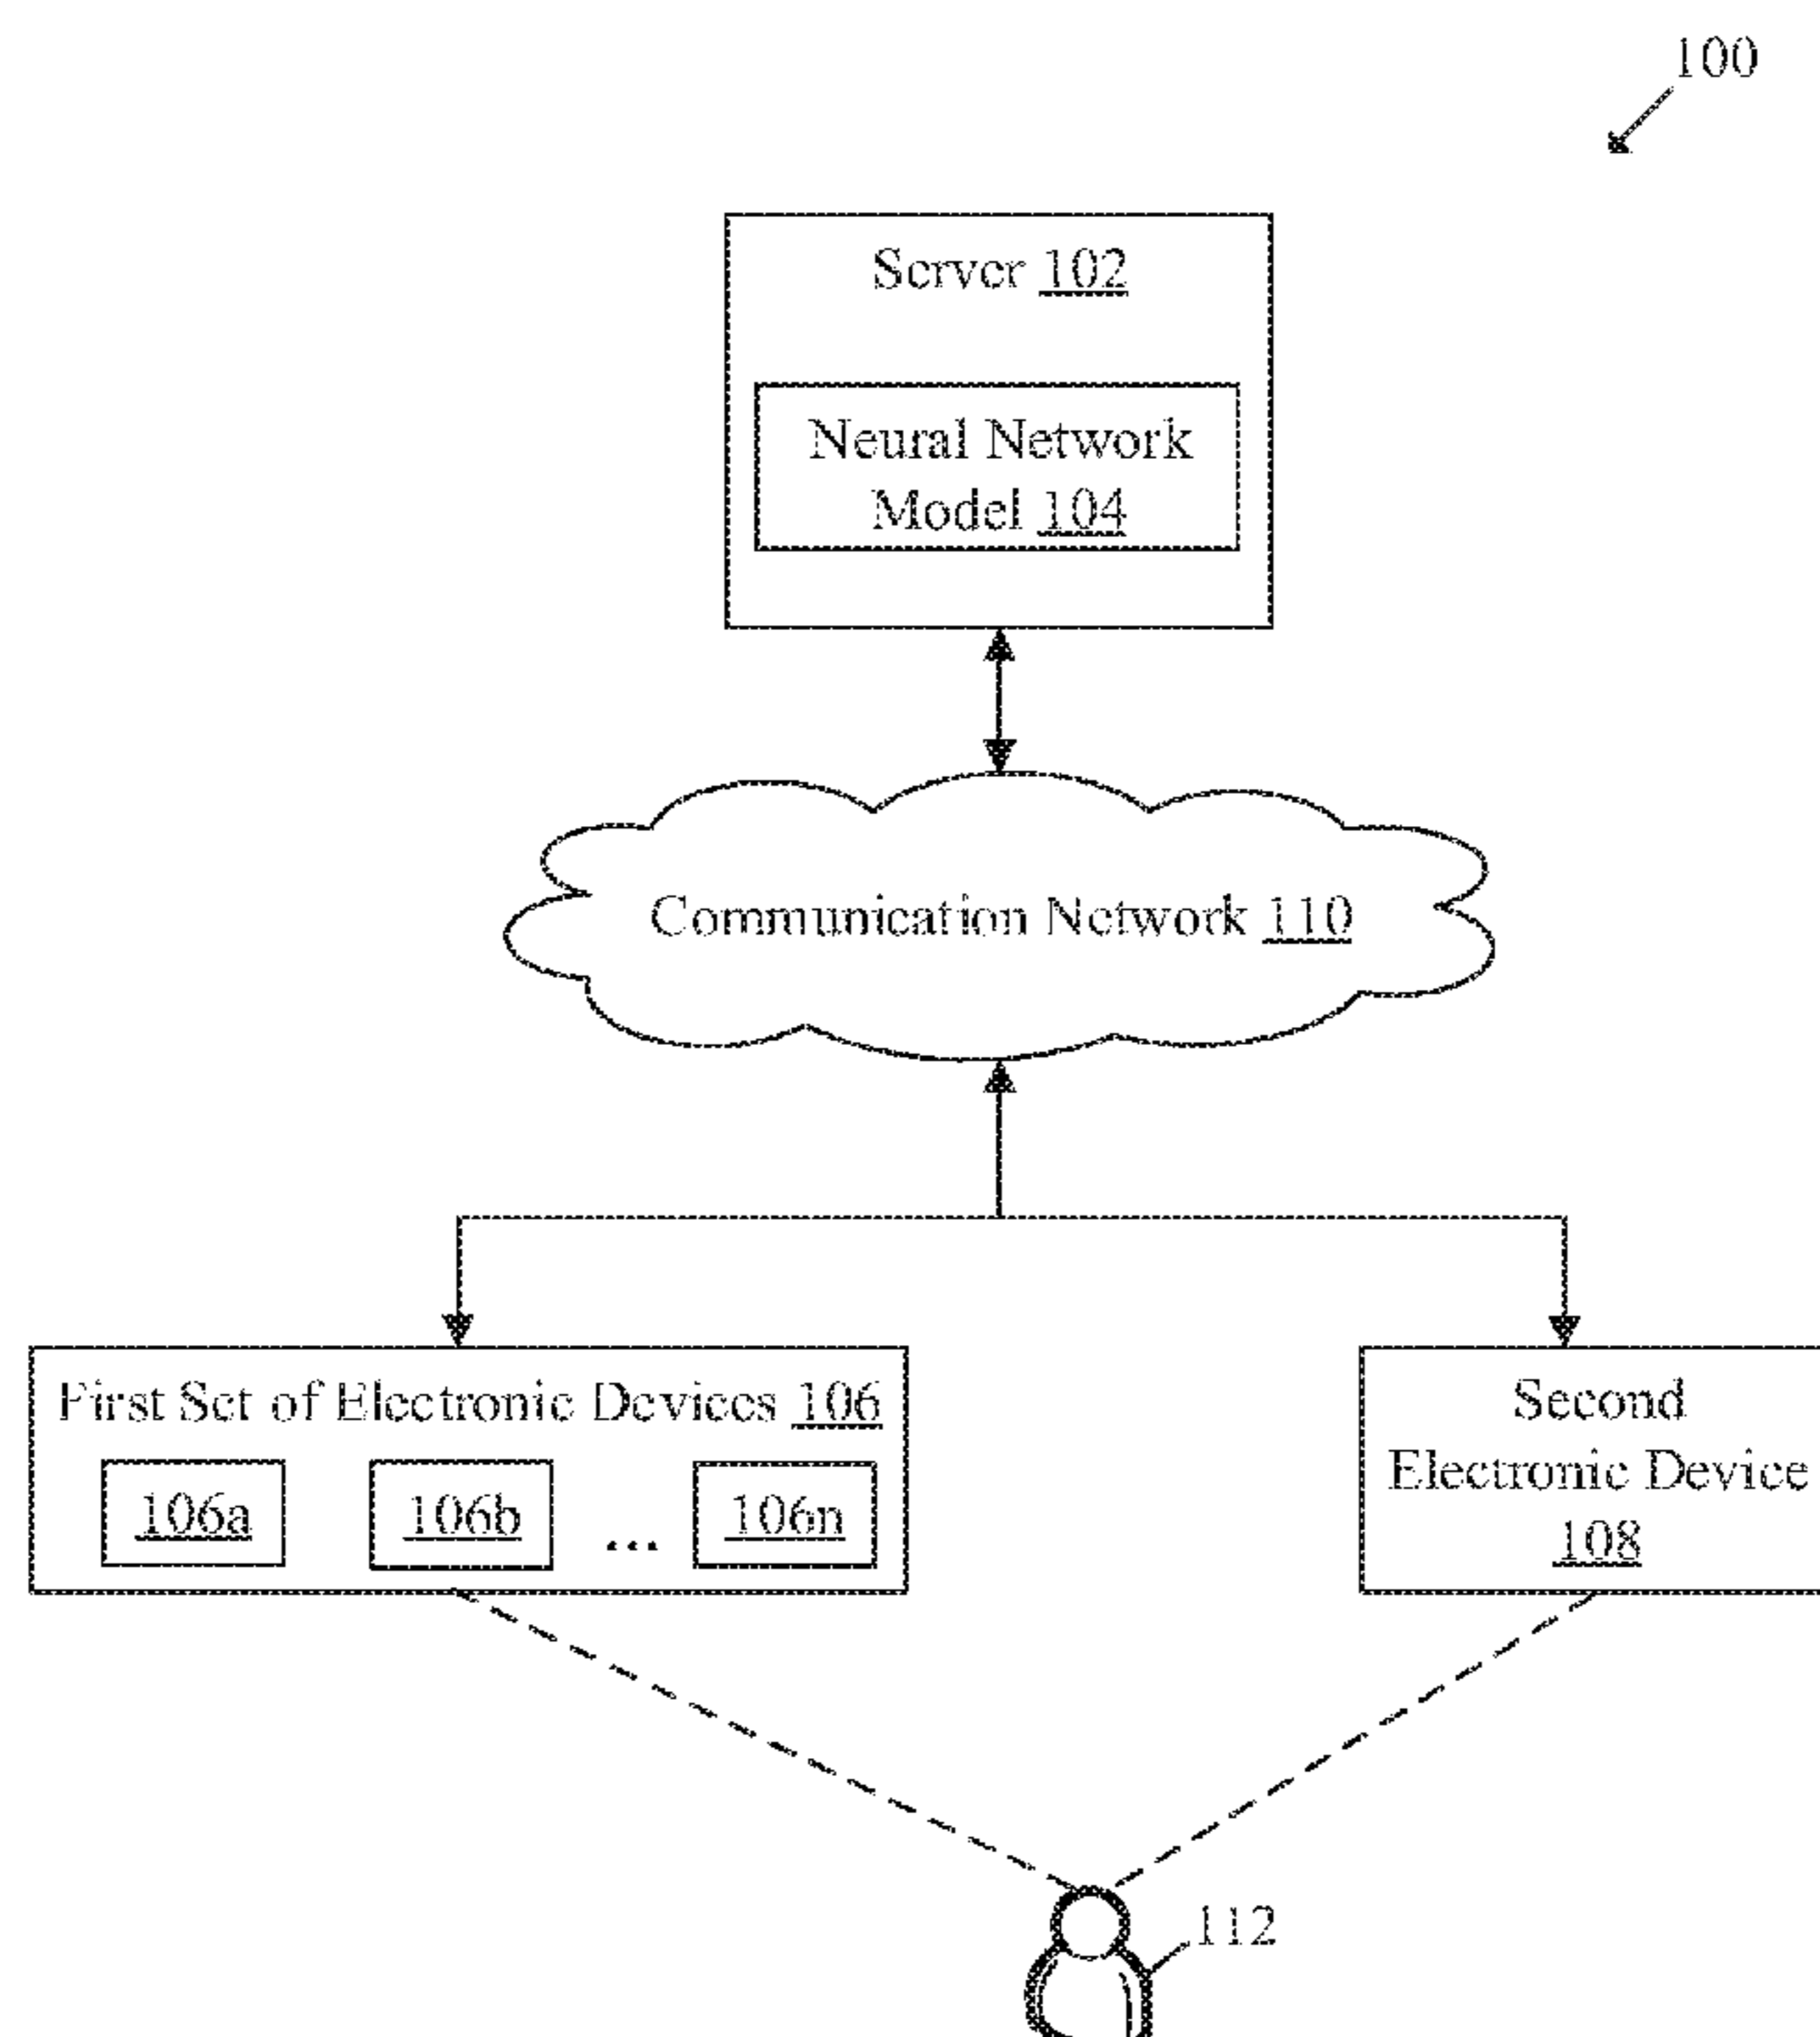 100
Server 102
Neural Network
Model 104
Communication Network 110
First Set of Electronic Devices 106
106a 106b ... 106n
Second
Electronic Device
108
112